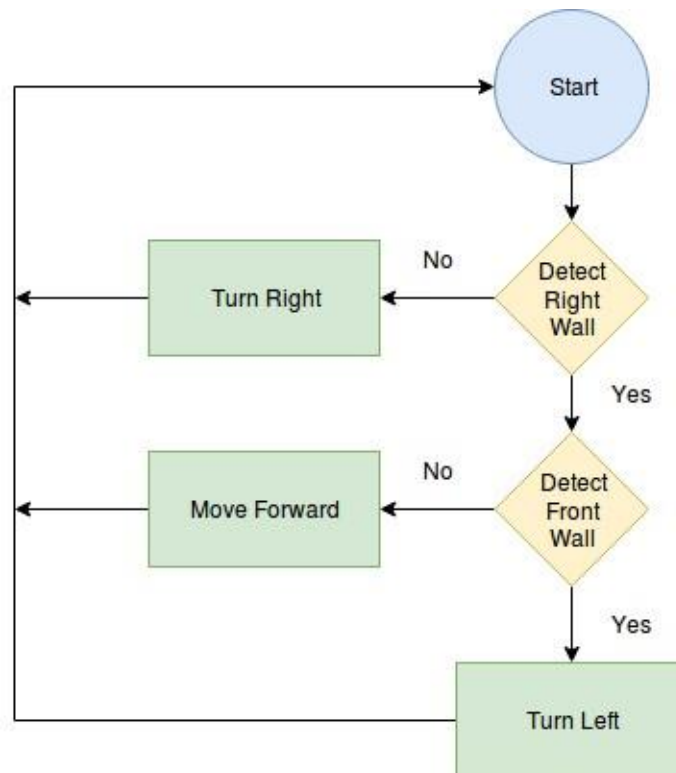 Start
No
Turn Right
Detect
Right
Wall
Yes
No
Move Forward
Detect
Front
Wall
Yes
Turn Left